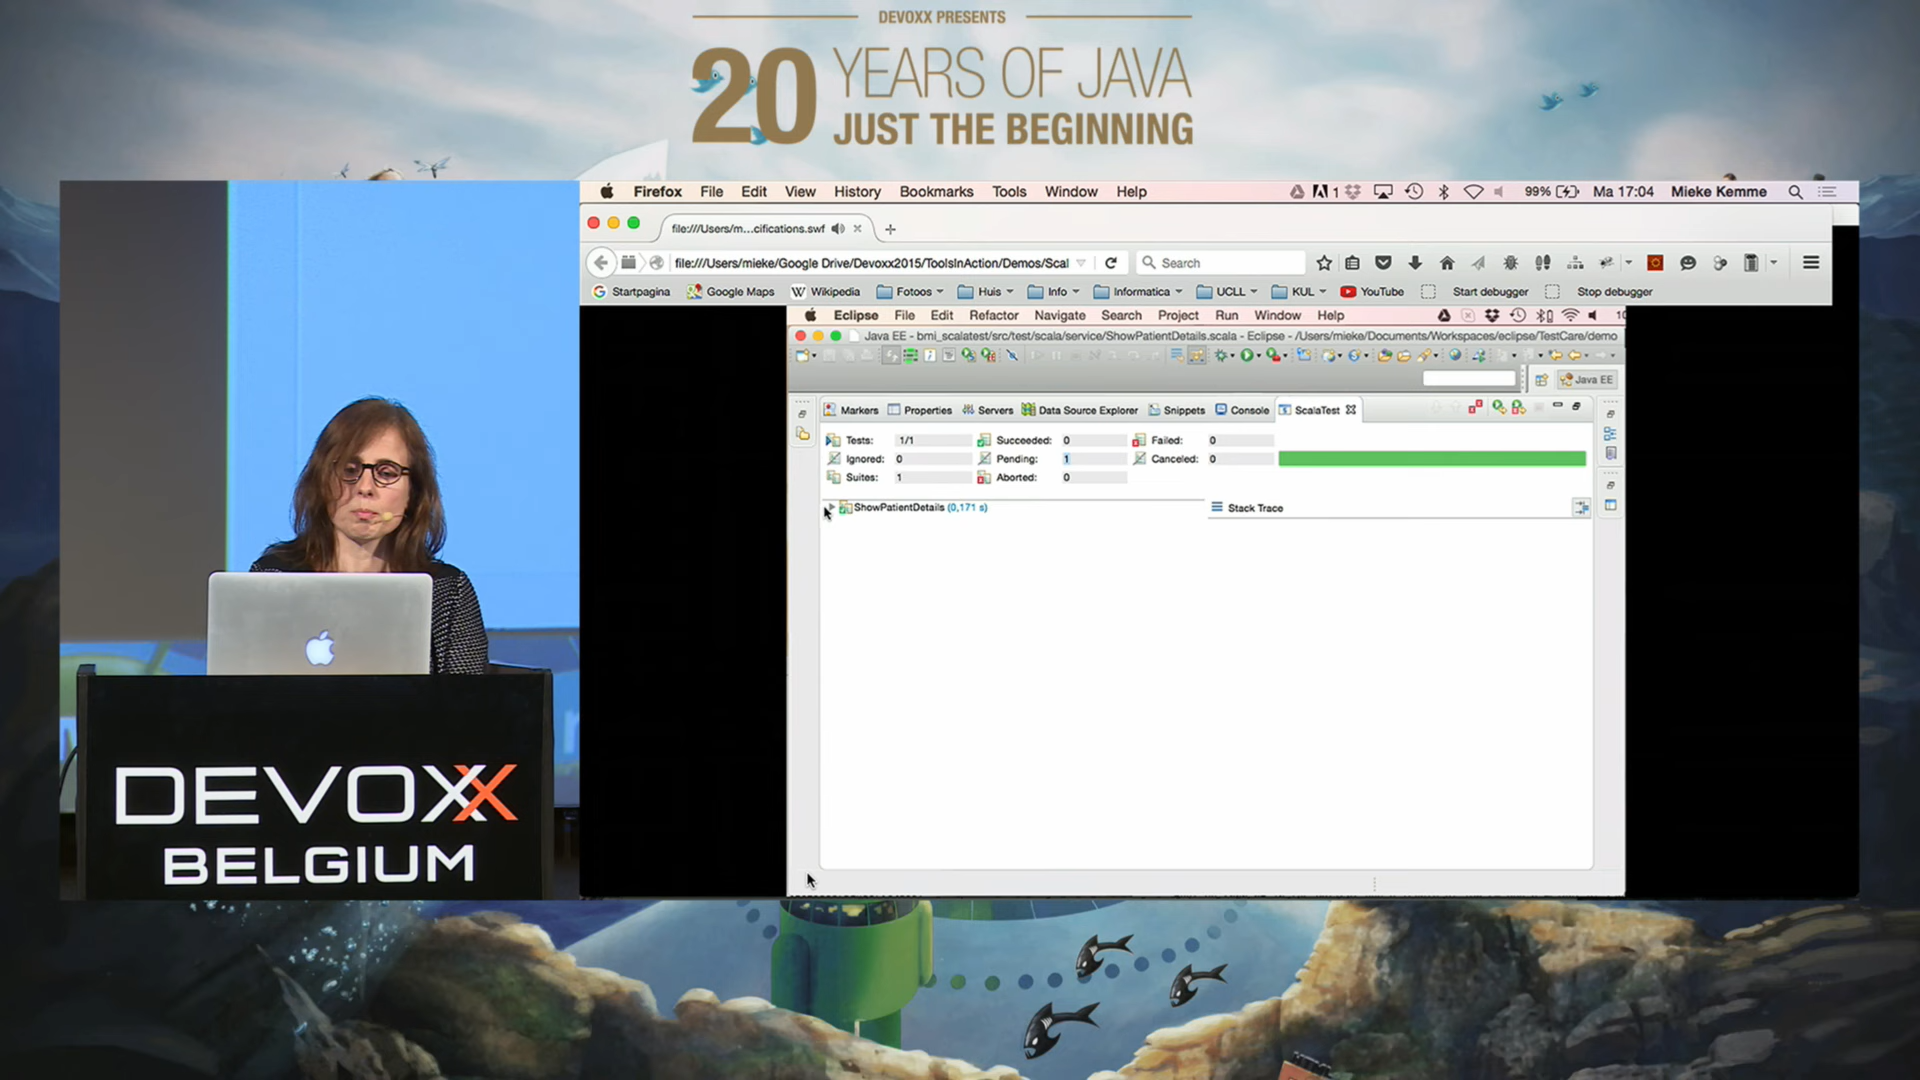 DEVOXX PRESENTS
20 YEARS OF JAVA
JUST THE BEGINNING
Firefox File Edit View History Bookmarks Tools Window Help 1 99% Ma 17:04 Mieke Kemme
file:///Users/m...cifications.swf
file:///Users/mieke/Google Drive/Devoxx2015/ToolsInAction/Demos/Scal Search
Startpagina Google Maps Wikipedia Fotoos Huis Info Informatica UCLL KUL YouTube Start debugger Stop debugger
Eclipse File Edit Refactor Navigate Search Project Run Window Help
Java EE - bmi_scalatest/src/test/scala/service/ShowPatientDetails.scala - Eclipse - /Users/mieke/Documents/Workspaces/eclipse/TestCare/demo
Java EE
Markers Properties Servers Data Source Explorer Snippets Console ScalaTest
Tests: 1/1 Succeeded: 0 Failed: 0
Ignored: 0 Pending: 1 Canceled: 0
Suites: 1 Aborted: 0
ShowPatientDetails (0,171 s) Stack Trace
DEVOXX
BELGIUM